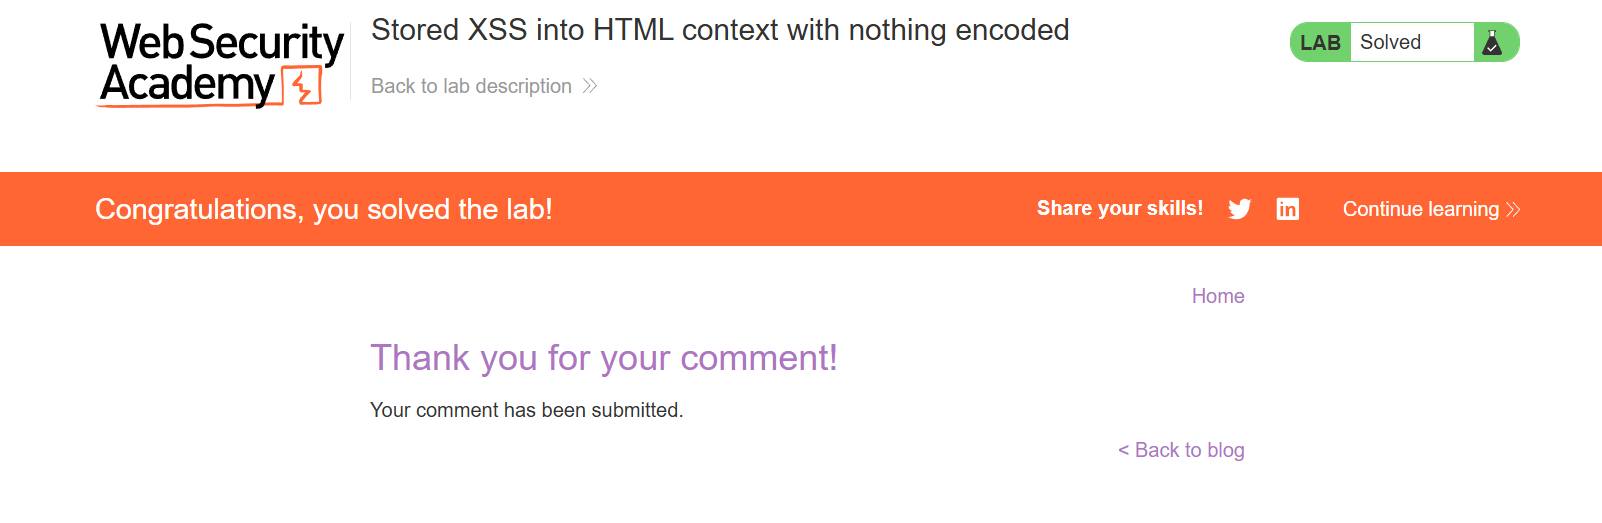 Web Security
Academy
Stored XSS into HTML context with nothing encoded
Back to lab description
LAB Solved
Congratulations, you solved the lab!
Share your skills!
Continue learning
Home
Thank you for your comment!
Your comment has been submitted.
< Back to blog